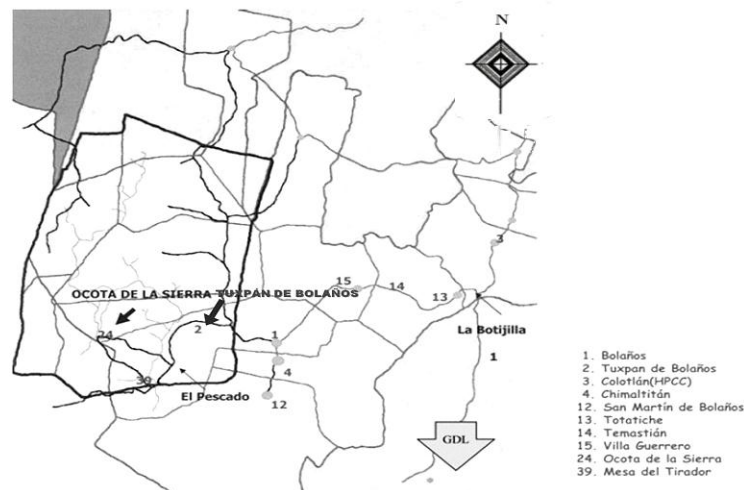 N
3
OCOTA DE LA SIERRA TUXPAN DE BOLAÑOS
15
14
13
24
2
1
La Botijilla
1
4
39
El Pescado
12
GDL
1. Bolaños
2. Tuxpan de Bolaños
3. Colotlán(HPCC)
4. Chimaltitán
12. San Martín de Bolaños
13. Totatiche
14. Temastián
15. Villa Guerrero
24. Ocota de la Sierra
39. Mesa del Tirador